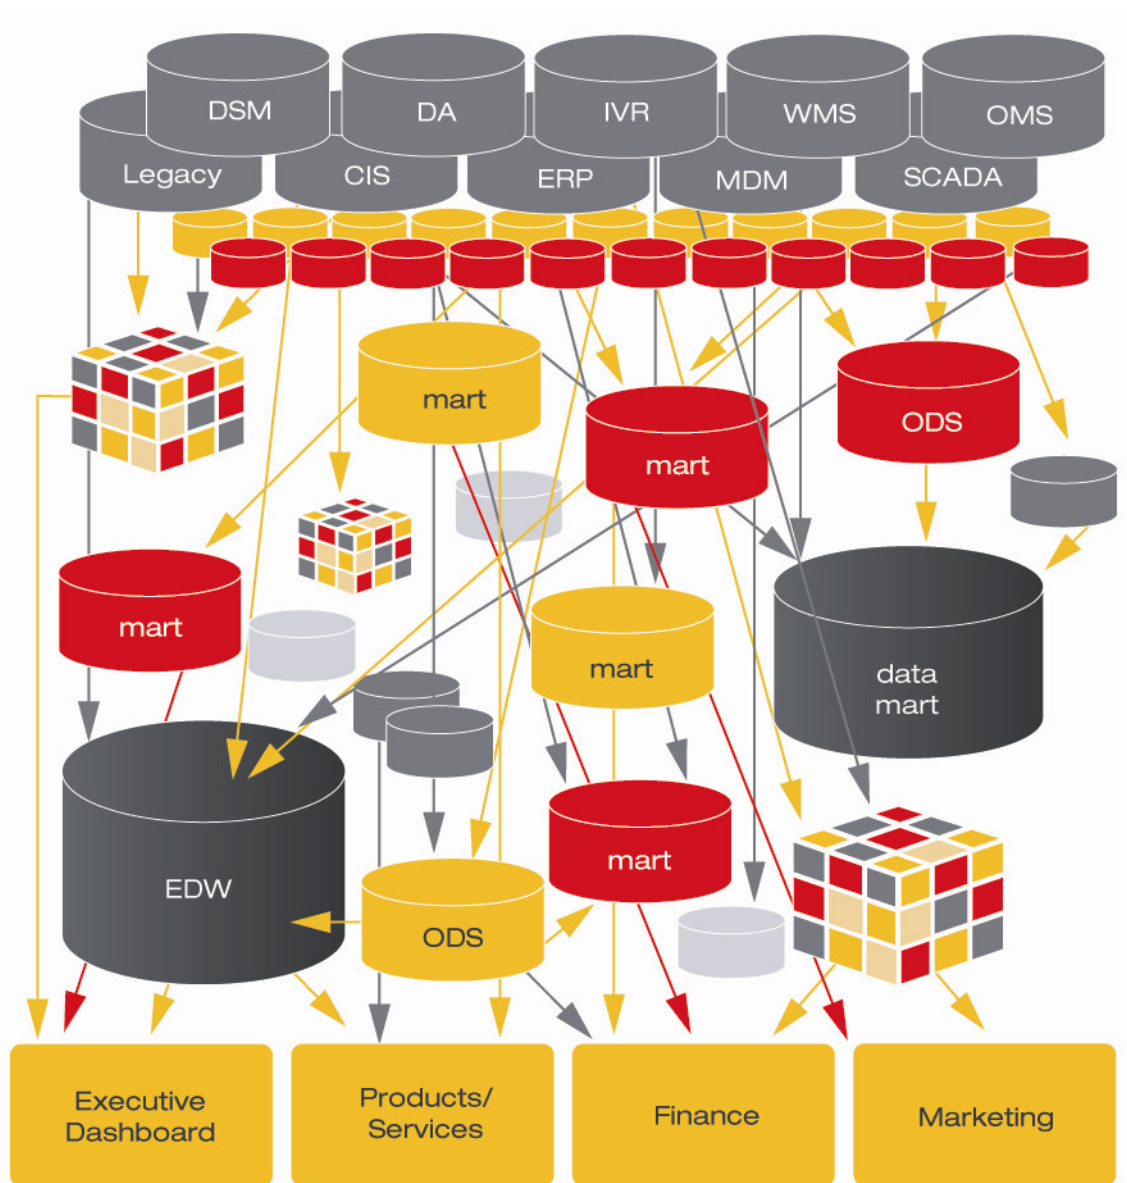 DSM
DA
IVR
WMS
OMS
Legacy
CIS
ERP
MDM
SCADA
mart
ODS
mart
mart
mart
data
mart
mart
EDW
ODS
Executive
Dashboard
Products/
Services
Finance
Marketing